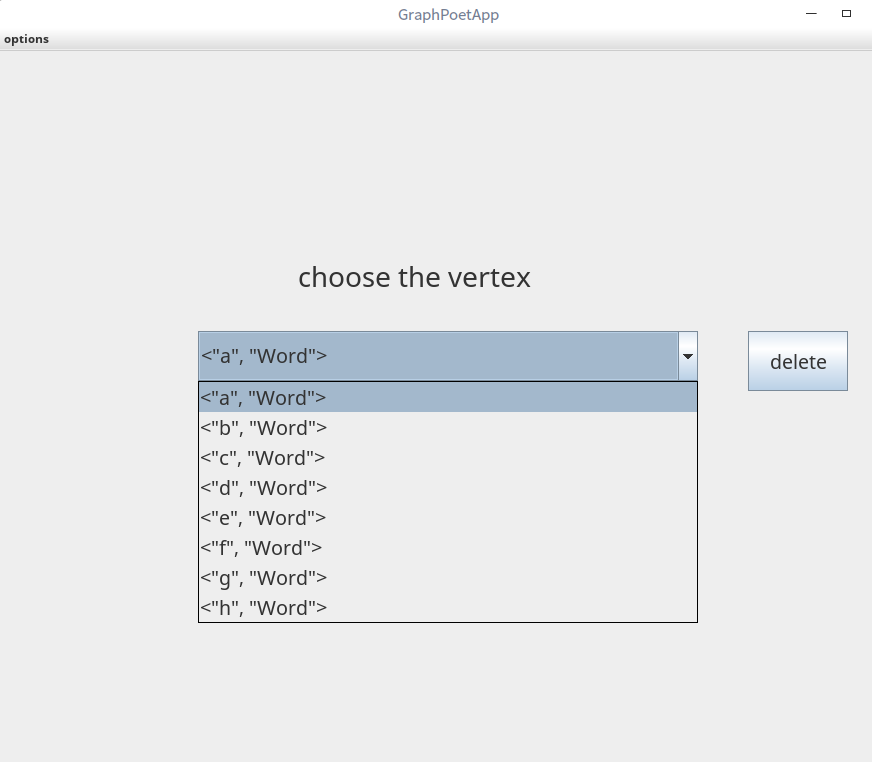 GraphPoetApp
options
choose the vertex
<"a", "Word">
delete
<"a", "Word">
<"b", "Word">
<"c", "Word">
<"d", "Word">
<"e", "Word">
<"f", "Word">
<"g", "Word">
<"h", "Word">